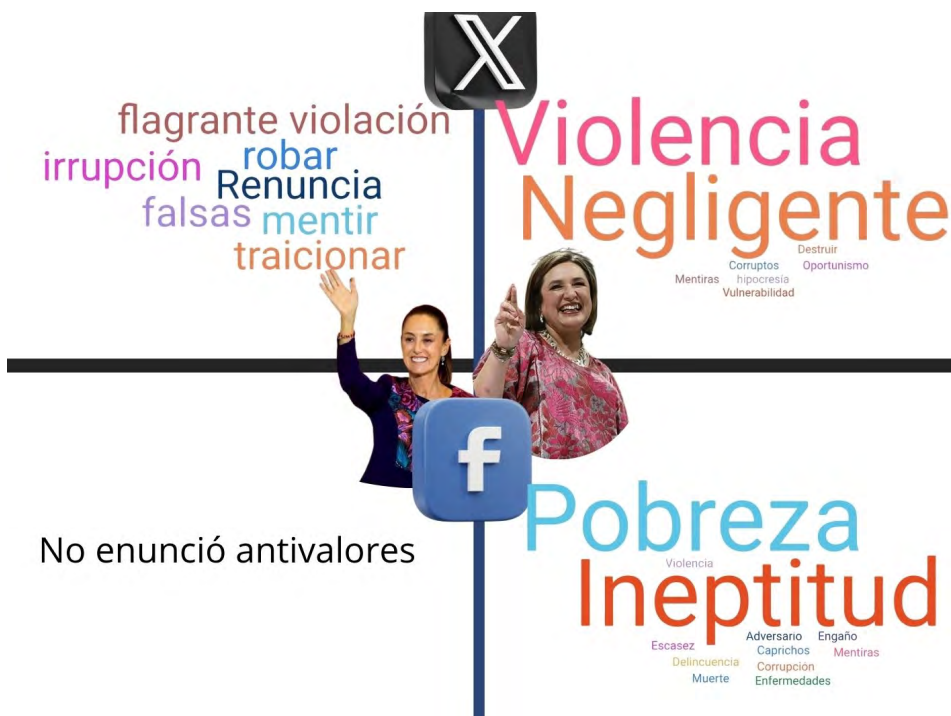 X
flagrante violación
irrupción robar
Renuncia
falsas mentir
traicionar
Violencia
Negligente
Destruir
Corruptos Oportunismo
Mentiras hipocresía
Vulnerabilidad
f
No enunció antivalores
Pobreza
Violencia
Ineptitud
Adversario Engaño
Escasez Caprichos Mentiras
Delincuencia Corrupción
Muerte Enfermedades